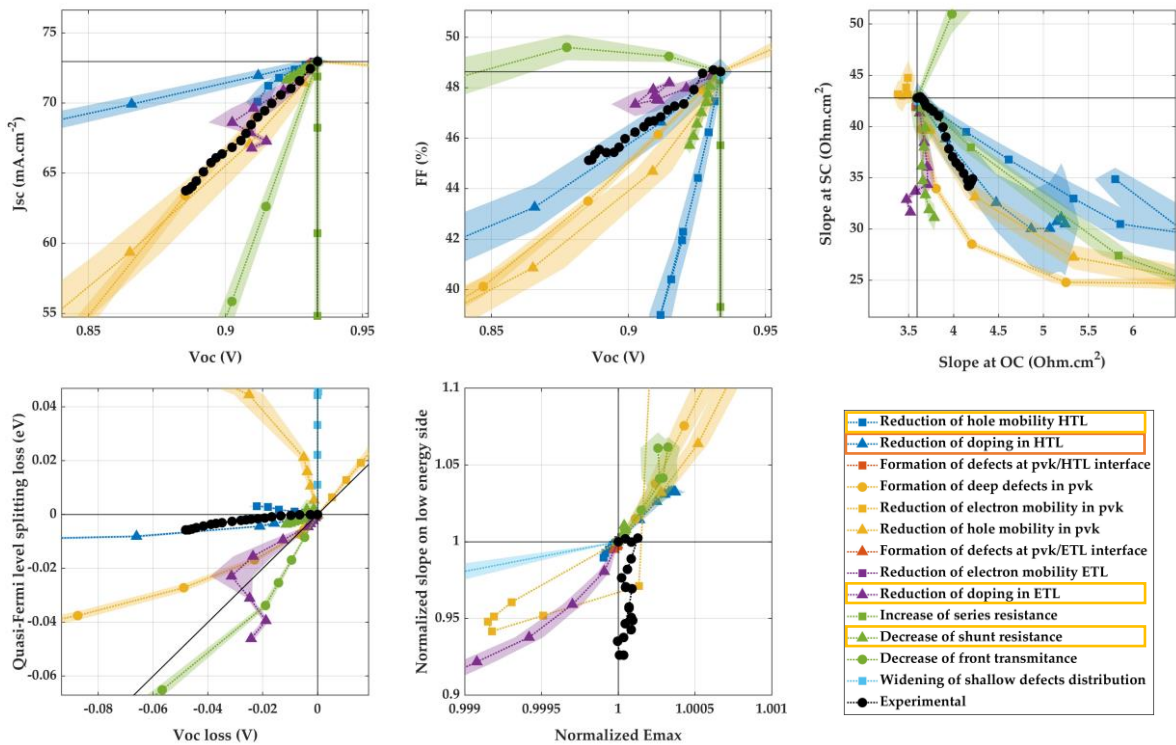 75
70
65
60
55
Jsc (mA.cm⁻²)
0.85
0.9
0.95
Voc (V)
50
48
46
44
42
40
FF (%)
0.85
0.9
0.95
Voc (V)
50
45
40
35
30
25
Slope at SC (Ohm.cm²)
3.5
4
4.5
5
5.5
6
Slope at OC (Ohm.cm²)
0.04
0.02
0
-0.02
-0.04
-0.06
Quasi-Fermi level splitting loss (eV)
-0.08
-0.06
-0.04
-0.02
0
Voc loss (V)
1.1
1.05
1
0.95
0.9
Normalized slope on low energy side
0.999
0.9995
1
1.0005
1.001
Normalized Emax
Reduction of hole mobility HTL
Reduction of doping in HTL
Formation of defects at pvk/HTL interface
Formation of deep defects in pvk
Reduction of electron mobility in pvk
Reduction of hole mobility in pvk
Formation of defects at pvk/ETL interface
Reduction of electron mobility ETL
Reduction of doping in ETL
Increase of series resistance
Decrease of shunt resistance
Decrease of front transmitance
Widening of shallow defects distribution
Experimental